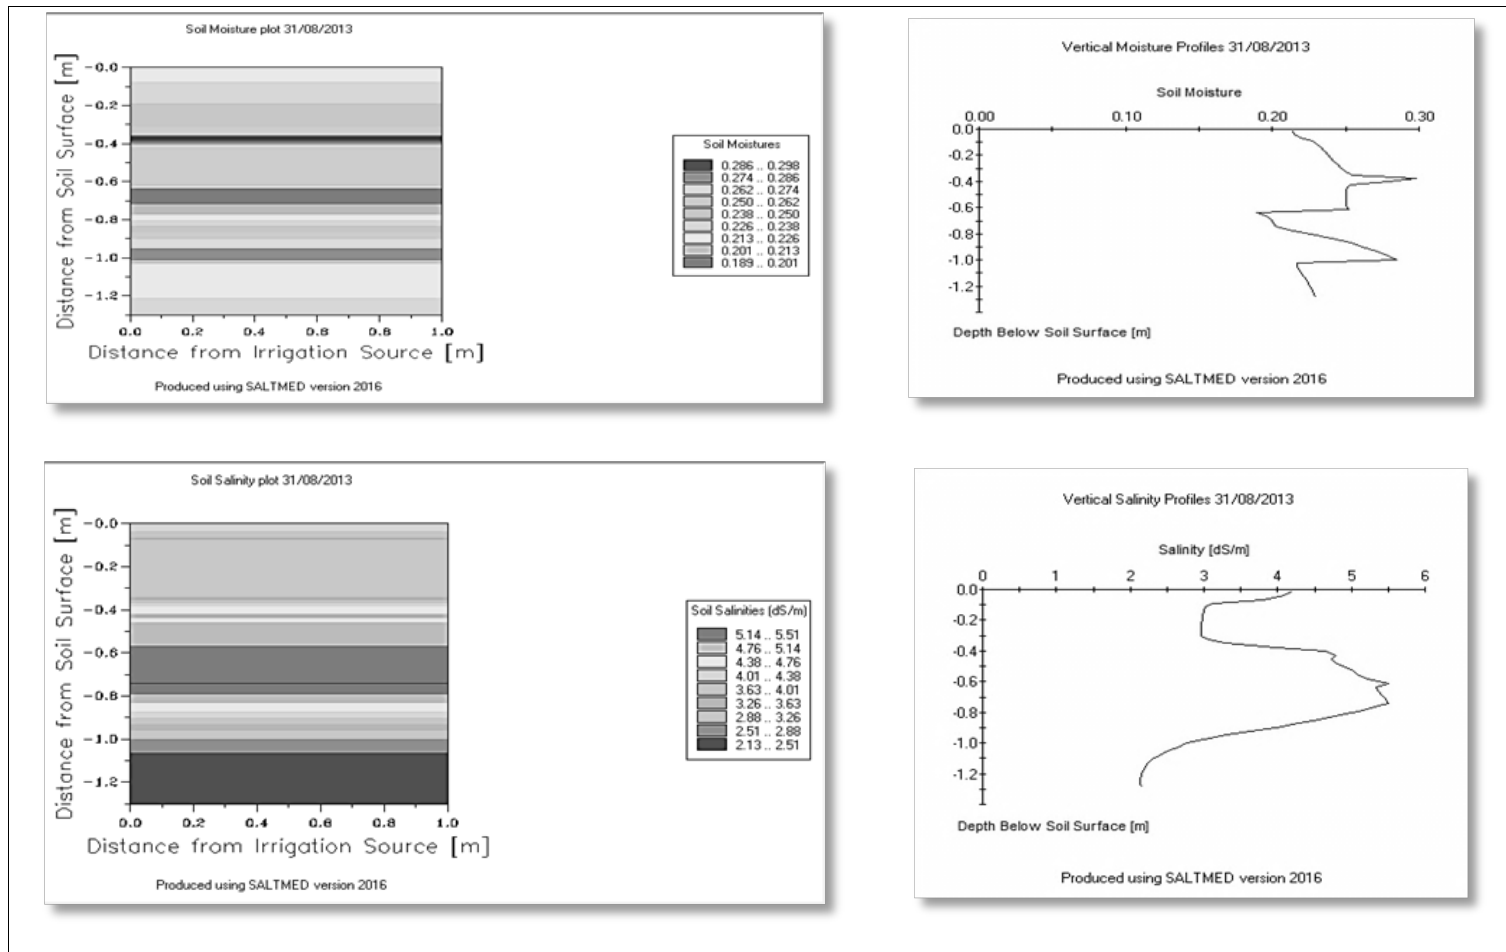 Soil Moisture plot 31/08/2013
Distance from Soil Surface [m]
-0.0
-0.2
-0.4
-0.6
-0.8
-1.0
-1.2
0.0 0.2 0.4 0.6 0.8 1.0
Distance from Irrigation Source [m]
Soil Moistures
0.286 .. 0.298
0.274 .. 0.286
0.262 .. 0.274
0.250 .. 0.262
0.238 .. 0.250
0.226 .. 0.238
0.213 .. 0.226
0.201 .. 0.213
0.189 .. 0.201
Produced using SALTMED version 2016
Vertical Moisture Profiles 31/08/2013
Soil Moisture
0.00 0.10 0.20 0.30
0.0
-0.2
-0.4
-0.6
-0.8
-1.0
-1.2
Depth Below Soil Surface [m]
Produced using SALTMED version 2016
Soil Salinity plot 31/08/2013
Distance from Soil Surface [m]
-0.0
-0.2
-0.4
-0.6
-0.8
-1.0
-1.2
0.0 0.2 0.4 0.6 0.8 1.0
Distance from Irrigation Source [m]
Soil Salinities (dS/m)
5.14 .. 5.51
4.76 .. 5.14
4.38 .. 4.76
4.01 .. 4.38
3.63 .. 4.01
3.26 .. 3.63
2.88 .. 3.26
2.51 .. 2.88
2.13 .. 2.51
Produced using SALTMED version 2016
Vertical Salinity Profiles 31/08/2013
Salinity [dS/m]
0 1 2 3 4 5 6
0.0
-0.2
-0.4
-0.6
-0.8
-1.0
-1.2
Depth Below Soil Surface [m]
Produced using SALTMED version 2016